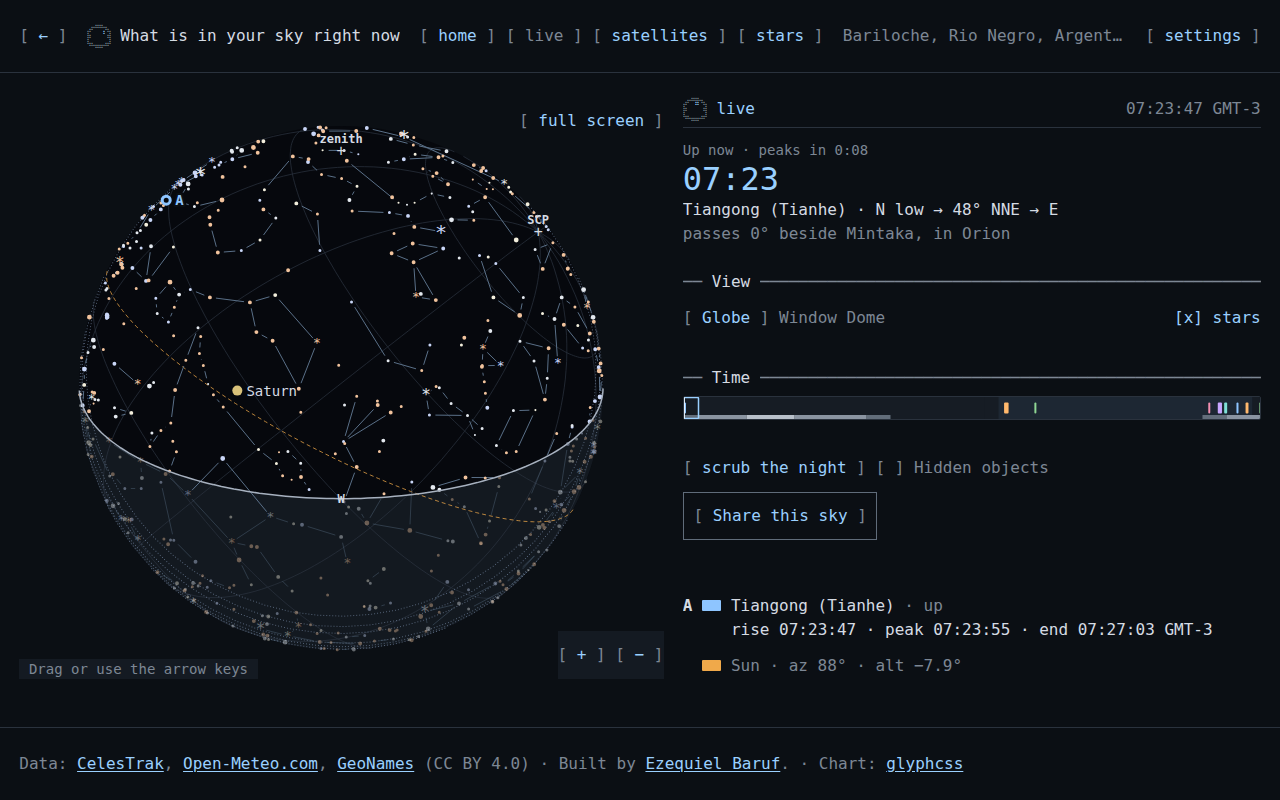 [ ← ] What is in your sky right now [ home ] [ live ] [ satellites ] [ stars ] Bariloche, Rio Negro, Argent… [ settings ]
[ full screen ]
zenith
A
SCP
Saturn
W
Drag or use the arrow keys
[ + ] [ − ]
live 07:23:47 GMT-3
Up now · peaks in 0:08
07:23
Tiangong (Tianhe) · N low → 48° NNE → E
passes 0° beside Mintaka, in Orion
View
[ Globe ] Window Dome [x] stars
Time
[ scrub the night ] [ ] Hidden objects
[ Share this sky ]
A Tiangong (Tianhe) · up
rise 07:23:47 · peak 07:23:55 · end 07:27:03 GMT-3
Sun · az 88° · alt −7.9°
Data: CelesTrak, Open-Meteo.com, GeoNames (CC BY 4.0) · Built by Ezequiel Baruf. · Chart: glyphcss